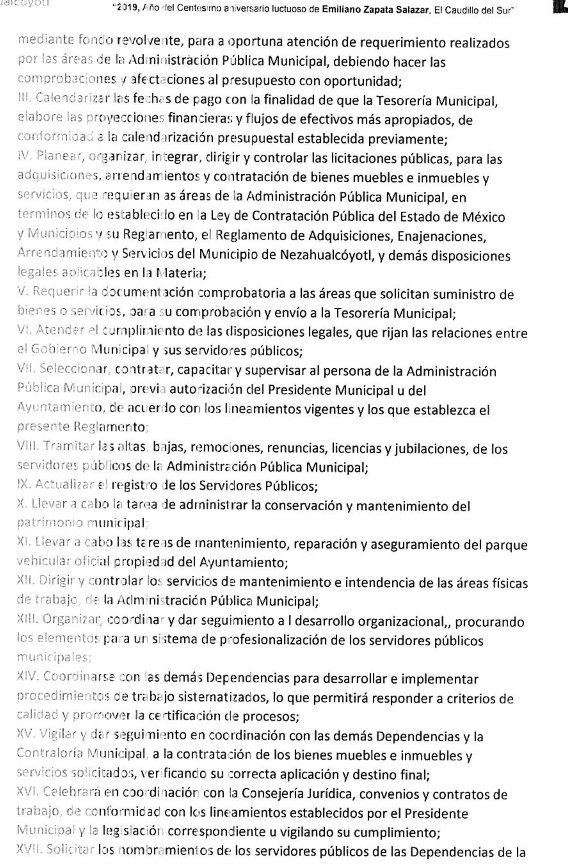 ualcóyotl
"2019, Año del Centésimo aniversario luctuoso de Emiliano Zapata Salazar, El Caudillo del Sur"
mediante fondo revolvente, para a oportuna atención de requerimiento realizados
por las áreas de la Administración Pública Municipal, debiendo hacer las
comprobaciones y afectaciones al presupuesto con oportunidad;
III. Calendarizar las fechas de pago con la finalidad de que la Tesorería Municipal,
elabore las proyecciones financieras y flujos de efectivos más apropiados, de
conformidad a la calendarización presupuestal establecida previamente;
IV. Planear, organizar, integrar, dirigir y controlar las licitaciones públicas, para las
adquisiciones, arrendamientos y contratación de bienes muebles e inmuebles y
servicios, que requieran as áreas de la Administración Pública Municipal, en
términos de lo establecido en la Ley de Contratación Pública del Estado de México
y Municipios y su Reglamento, el Reglamento de Adquisiciones, Enajenaciones,
Arrendamiento y Servicios del Municipio de Nezahualcóyotl, y demás disposiciones
legales aplicables en la Materia;
V. Requerir la documentación comprobatoria a las áreas que solicitan suministro de
bienes o servicios, para su comprobación y envío a la Tesorería Municipal;
VI. Atender el cumplimiento de las disposiciones legales, que rijan las relaciones entre
el Gobierno Municipal y sus servidores públicos;
VII. Seleccionar, contratar, capacitar y supervisar al persona de la Administración
Pública Municipal, previa autorización del Presidente Municipal u del
Ayuntamiento, de acuerdo con los lineamientos vigentes y los que establezca el
presente Reglamento;
VIII. Tramitar las altas, bajas, remociones, renuncias, licencias y jubilaciones, de los
servidores públicos de la Administración Pública Municipal;
IX. Actualizar el registro de los Servidores Públicos;
X. Llevar a cabo la tarea de administrar la conservación y mantenimiento del
patrimonio municipal;
XI. Llevar a cabo las tareas de mantenimiento, reparación y aseguramiento del parque
vehicular oficial propiedad del Ayuntamiento;
XII. Dirigir y controlar los servicios de mantenimiento e intendencia de las áreas físicas
de trabajo, de la Administración Pública Municipal;
XIII. Organizar, coordinar y dar seguimiento a l desarrollo organizacional,, procurando
los elementos para un sistema de profesionalización de los servidores públicos
municipales;
XIV. Coordinarse con las demás Dependencias para desarrollar e implementar
procedimientos de trabajo sistematizados, lo que permitirá responder a criterios de
calidad y promover la certificación de procesos;
XV. Vigilar y dar seguimiento en coordinación con las demás Dependencias y la
Contraloría Municipal, a la contratación de los bienes muebles e inmuebles y
servicios solicitados, verificando su correcta aplicación y destino final;
XVI. Celebrará en coordinación con la Consejería Jurídica, convenios y contratos de
trabajo, de conformidad con los lineamientos establecidos por el Presidente
Municipal y la legislación correspondiente u vigilando su cumplimiento;
XVII. Solicitar los nombramientos de los servidores públicos de las Dependencias de la